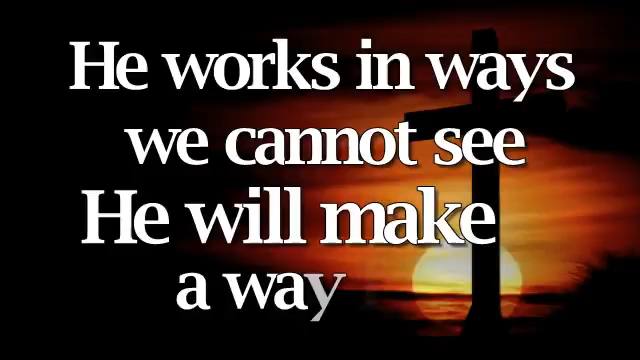 He works in ways
we cannot see
He will make
a way